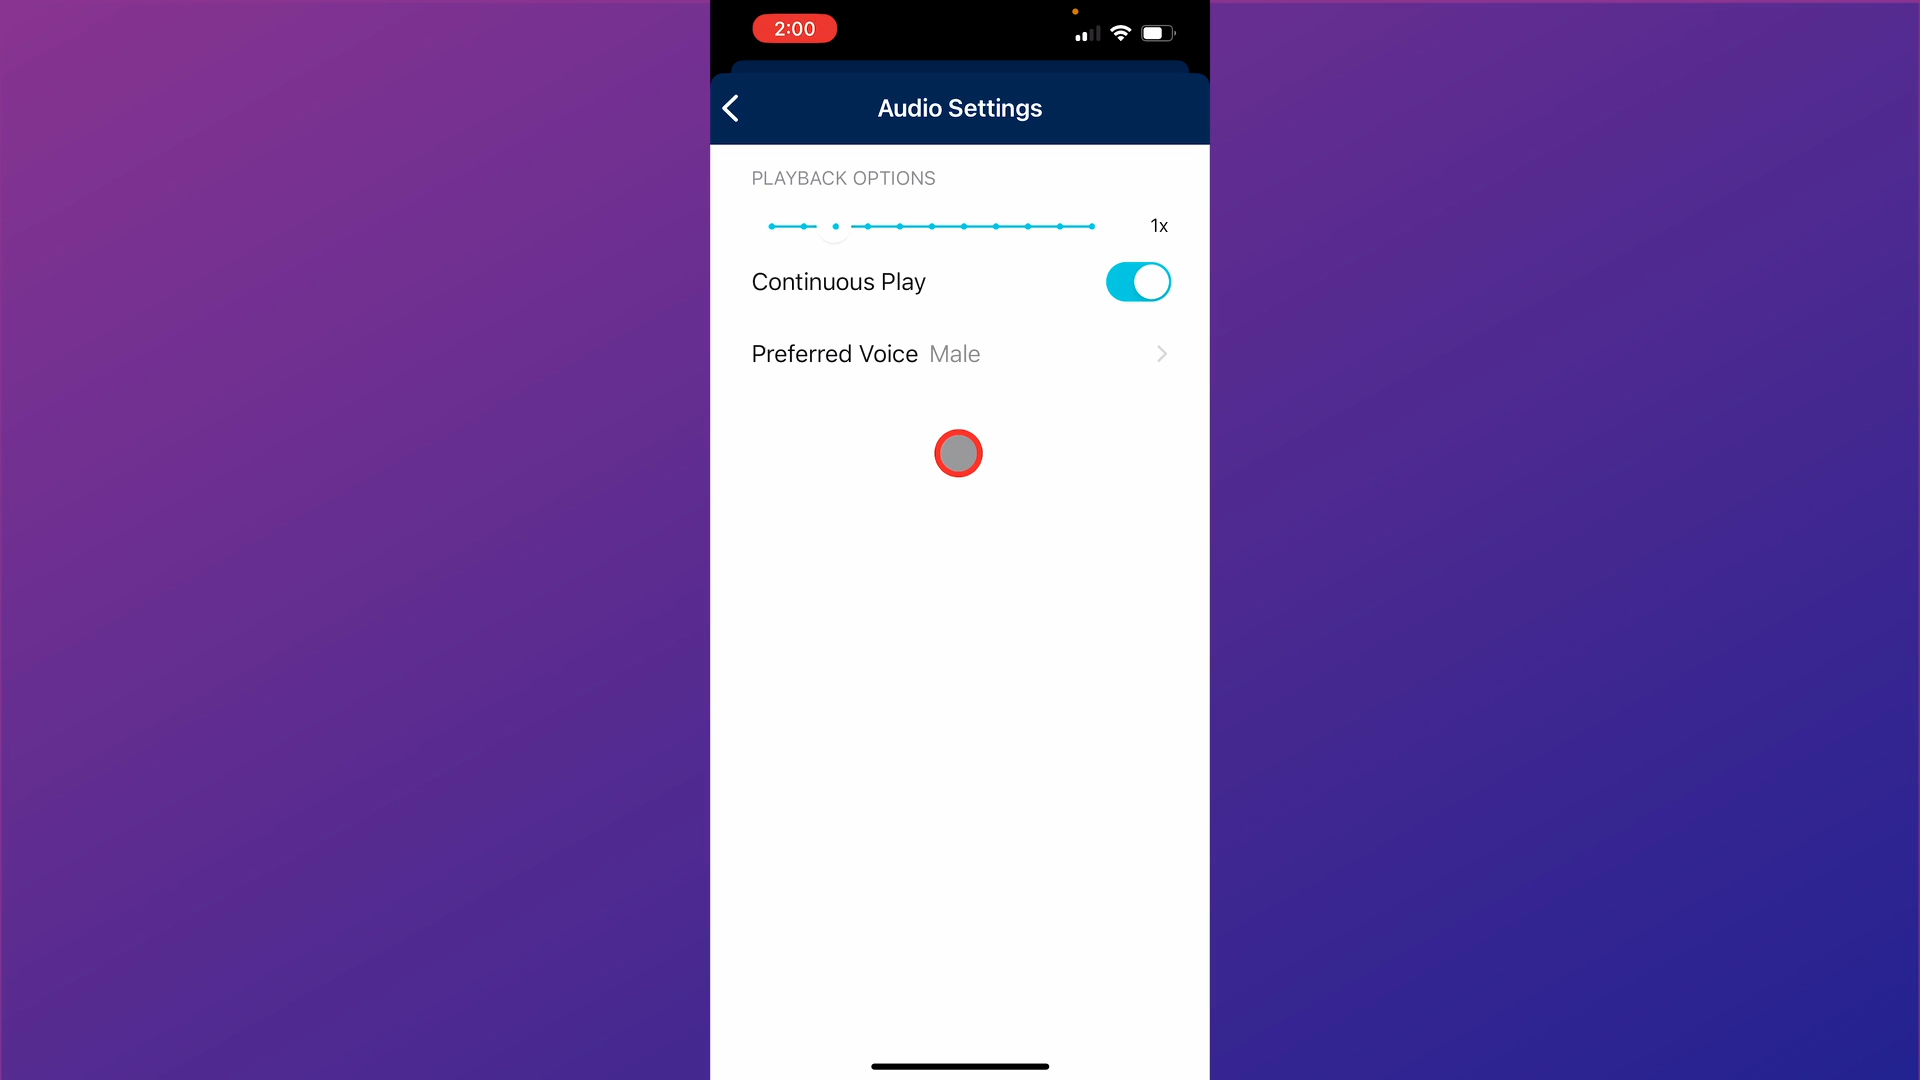 2:00
Audio Settings
PLAYBACK OPTIONS
1x
Continuous Play
Preferred Voice Male